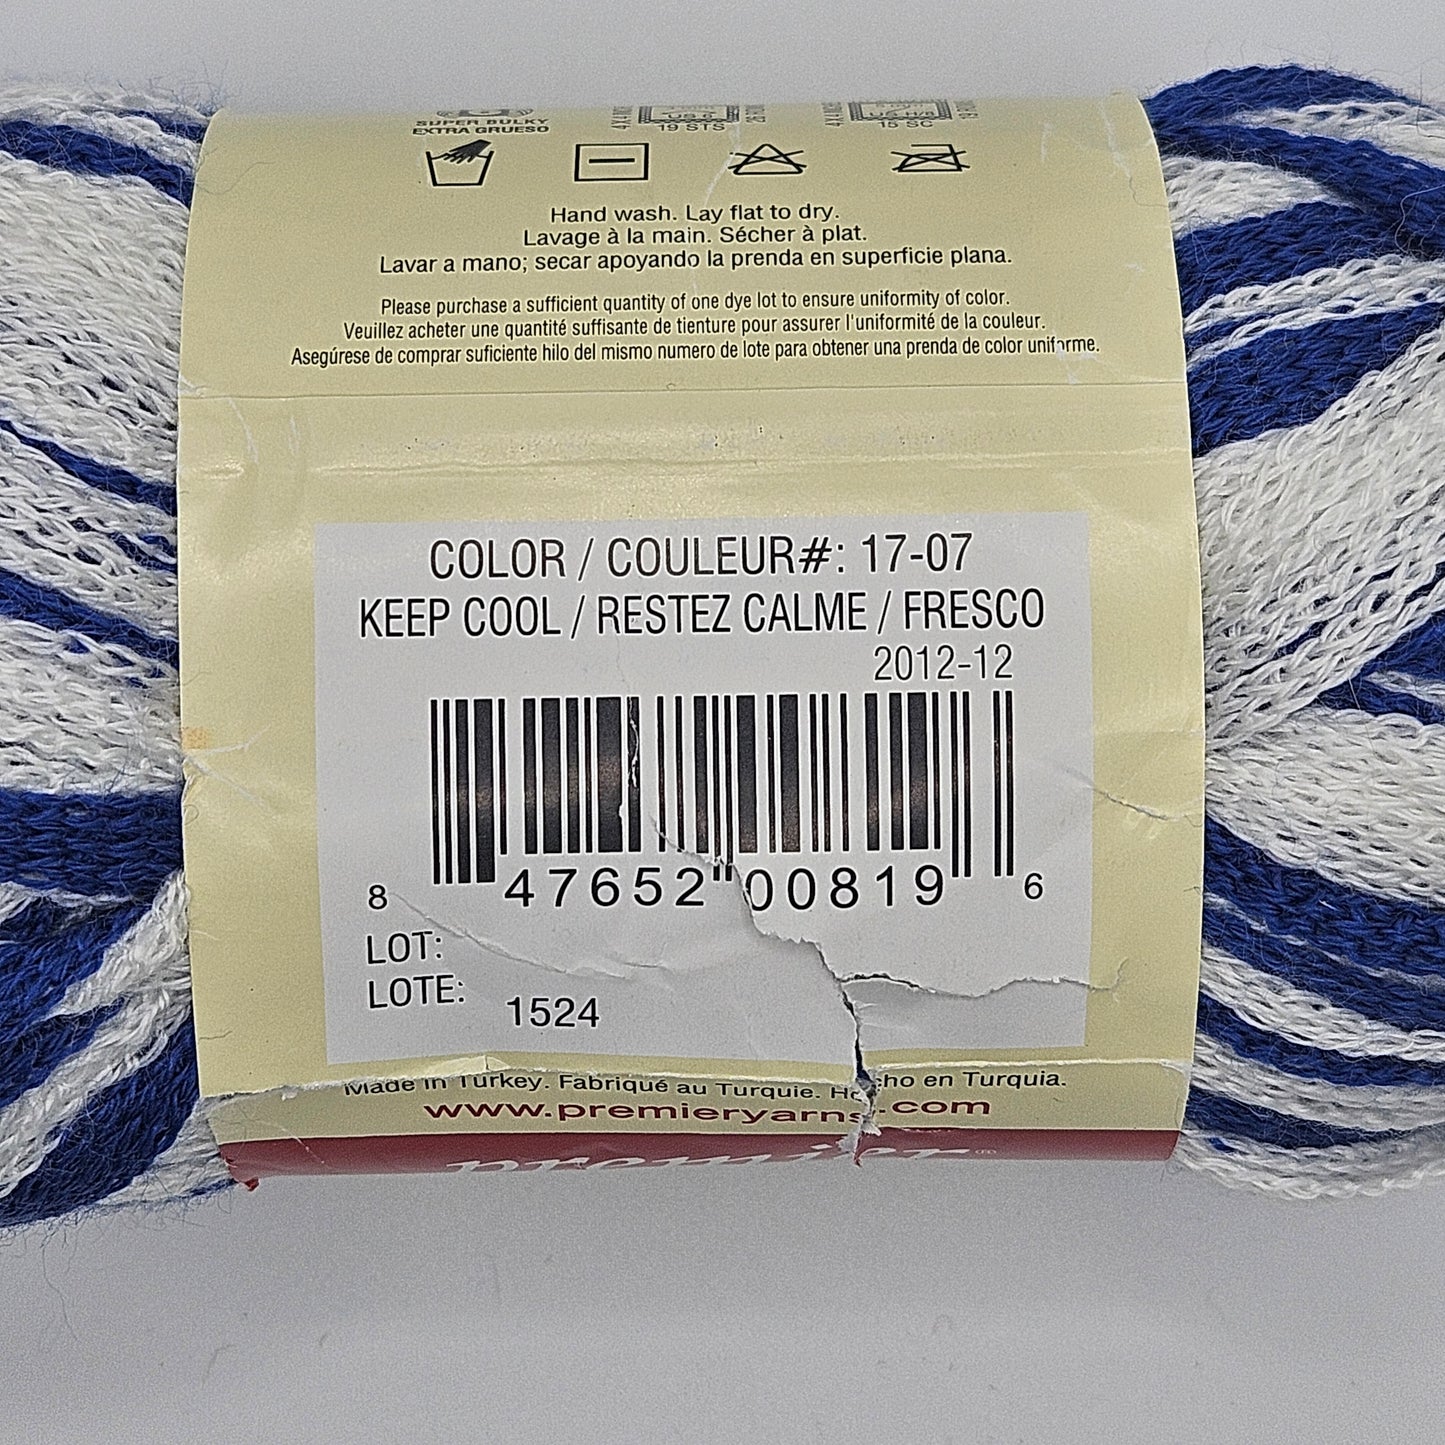 SUPER BULKY
EXTRA GRUESO
19 STS
15 SC
Hand wash. Lay flat to dry.
Lavage à la main. Sécher à plat.
Lavar a mano; secar apoyando la prenda en superficie plana.
Please purchase a sufficient quantity of one dye lot to ensure uniformity of color.
Veuillez acheter une quantité suffisante de tienture pour assurer l'uniformité de la couleur.
Asegúrese de comprar suficiente hilo del mismo numero de lote para obtener una prenda de color uniforme.
COLOR / COULEUR#: 17-07
KEEP COOL / RESTEZ CALME / FRESCO
2012-12
8 47652 00819 6
LOT:
LOTE:
1524
Made in Turkey. Fabriqué au Turquie. Hecho en Turquia.
www.premieryarns.com
premier®